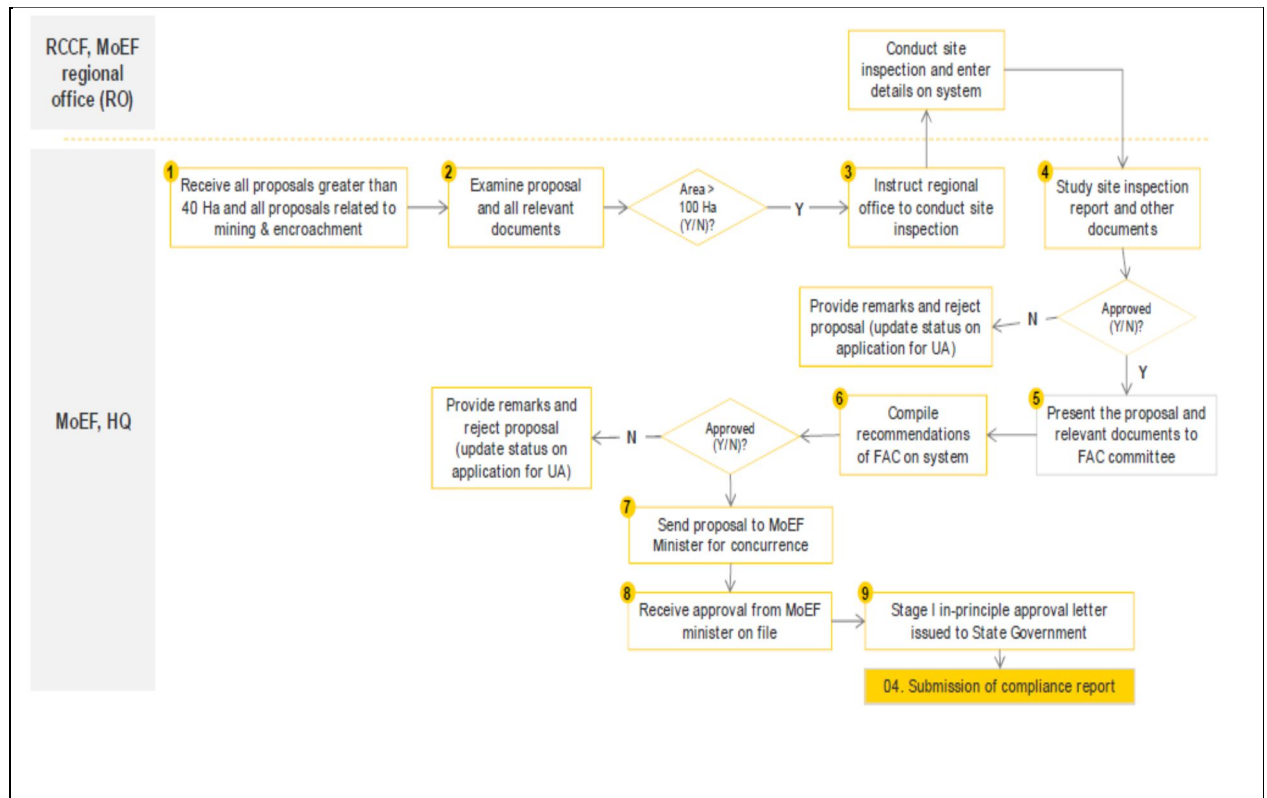 RCCF, MoEF
regional
office (RO)
Conduct site
inspection and enter
details on system
1
Receive all proposals greater than
40 Ha and all proposals related to
mining & encroachment
2
Examine proposal
and all relevant
documents
Area >
100 Ha
(Y/N)?
Y
3
Instruct regional
office to conduct site
inspection
4
Study site inspection
report and other
documents
MoEF, HQ
Approved
(Y/N)?
N
Provide remarks and reject
proposal (update status on
application for UA)
Y
5
Present the proposal and
relevant documents to
FAC committee
6
Compile
recommendations
of FAC on system
Approved
(Y/N)?
N
Provide remarks and
reject proposal
(update status on
application for UA)
7
Send proposal to MoEF
Minister for concurrence
8
Receive approval from MoEF
minister on file
9
Stage I in-principle approval letter
issued to State Government
04. Submission of compliance report